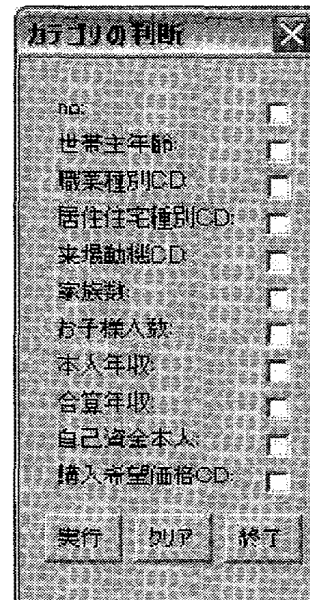 カテゴリの判断
no:
世帯主年齢:
職業種別CD:
居住住宅種別CD:
来場動機CD:
家族数:
お子様人数:
本人年収:
合算年収:
自己資金本人:
購入希望価格CD:
実行 クリア 終了